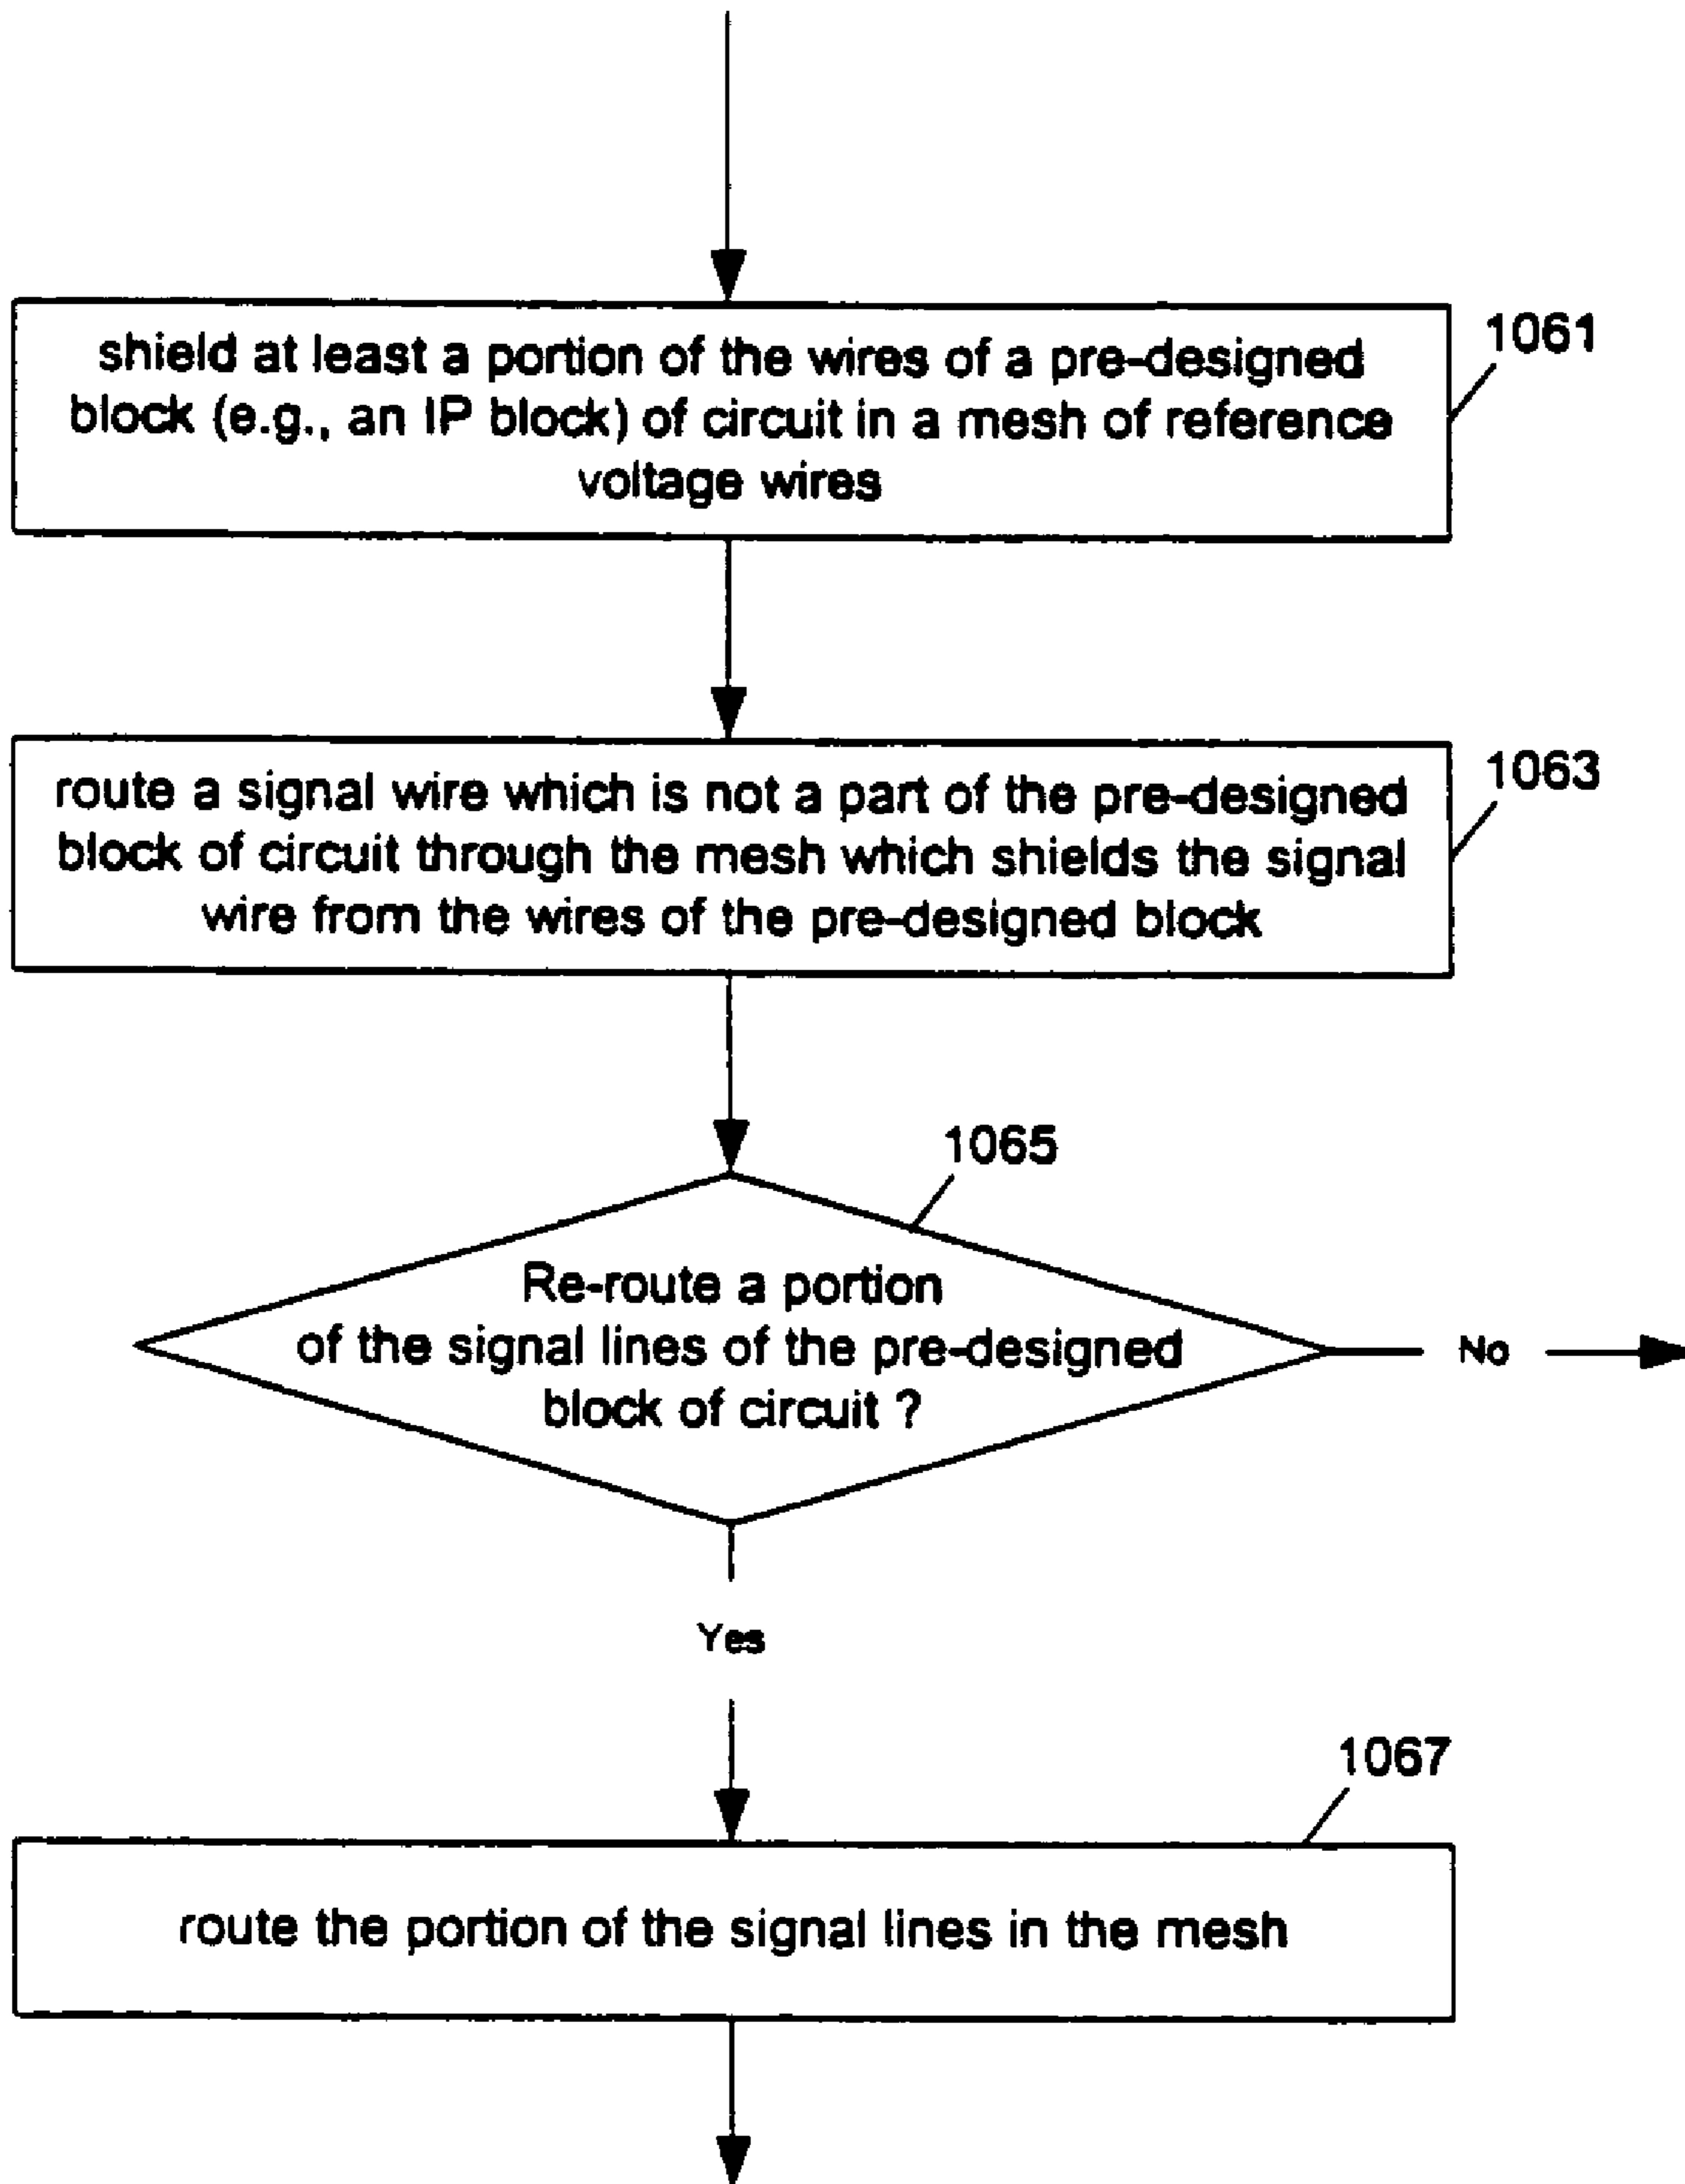 shield at least a portion of the wires of a pre-designed
block (e.g., an IP block) of circuit in a mesh of reference
voltage wires
1061
route a signal wire which is not a part of the pre-designed
block of circuit through the mesh which shields the signal
wire from the wires of the pre-designed block
1063
1065
Re-route a portion
of the signal lines of the pre-designed
block of circuit ?
No
Yes
1067
route the portion of the signal lines in the mesh